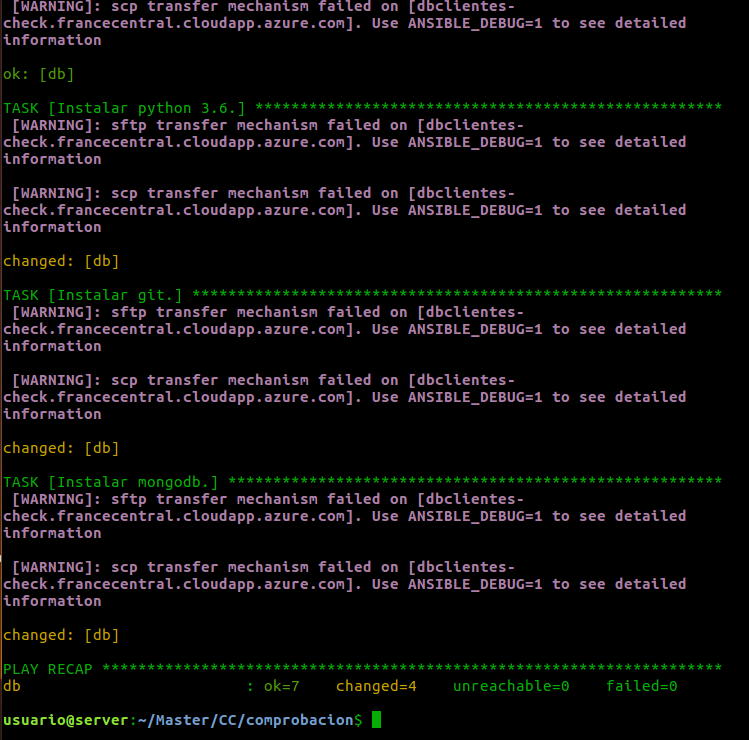 [WARNING]: scp transfer mechanism failed on [dbclientes-
check.francecentral.cloudapp.azure.com]. Use ANSIBLE_DEBUG=1 to see detailed
information
ok: [db]
TASK [Instalar python 3.6.] ****************************************************
[WARNING]: sftp transfer mechanism failed on [dbclientes-
check.francecentral.cloudapp.azure.com]. Use ANSIBLE_DEBUG=1 to see detailed
information
[WARNING]: scp transfer mechanism failed on [dbclientes-
check.francecentral.cloudapp.azure.com]. Use ANSIBLE_DEBUG=1 to see detailed
information
changed: [db]
TASK [Instalar git.] ***********************************************************
[WARNING]: sftp transfer mechanism failed on [dbclientes-
check.francecentral.cloudapp.azure.com]. Use ANSIBLE_DEBUG=1 to see detailed
information
[WARNING]: scp transfer mechanism failed on [dbclientes-
check.francecentral.cloudapp.azure.com]. Use ANSIBLE_DEBUG=1 to see detailed
information
changed: [db]
TASK [Instalar mongodb.] *******************************************************
[WARNING]: sftp transfer mechanism failed on [dbclientes-
check.francecentral.cloudapp.azure.com]. Use ANSIBLE_DEBUG=1 to see detailed
information
[WARNING]: scp transfer mechanism failed on [dbclientes-
check.francecentral.cloudapp.azure.com]. Use ANSIBLE_DEBUG=1 to see detailed
information
changed: [db]
PLAY RECAP *********************************************************************
db                         : ok=7    changed=4    unreachable=0    failed=0
usuario@server:~/Master/CC/comprobacion$